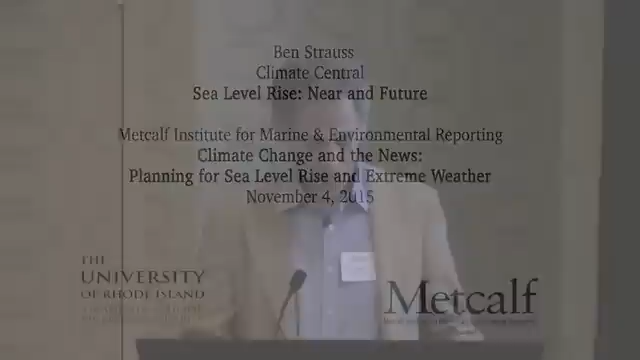 Ben Strauss
Climate Central
Sea Level Rise: Near and Future
Metcalf Institute for Marine & Environmental Reporting
Climate Change and the News:
Planning for Sea Level Rise and Extreme Weather
November 4, 2015
THE
UNIVERSITY
OF RHODE ISLAND
Metcalf